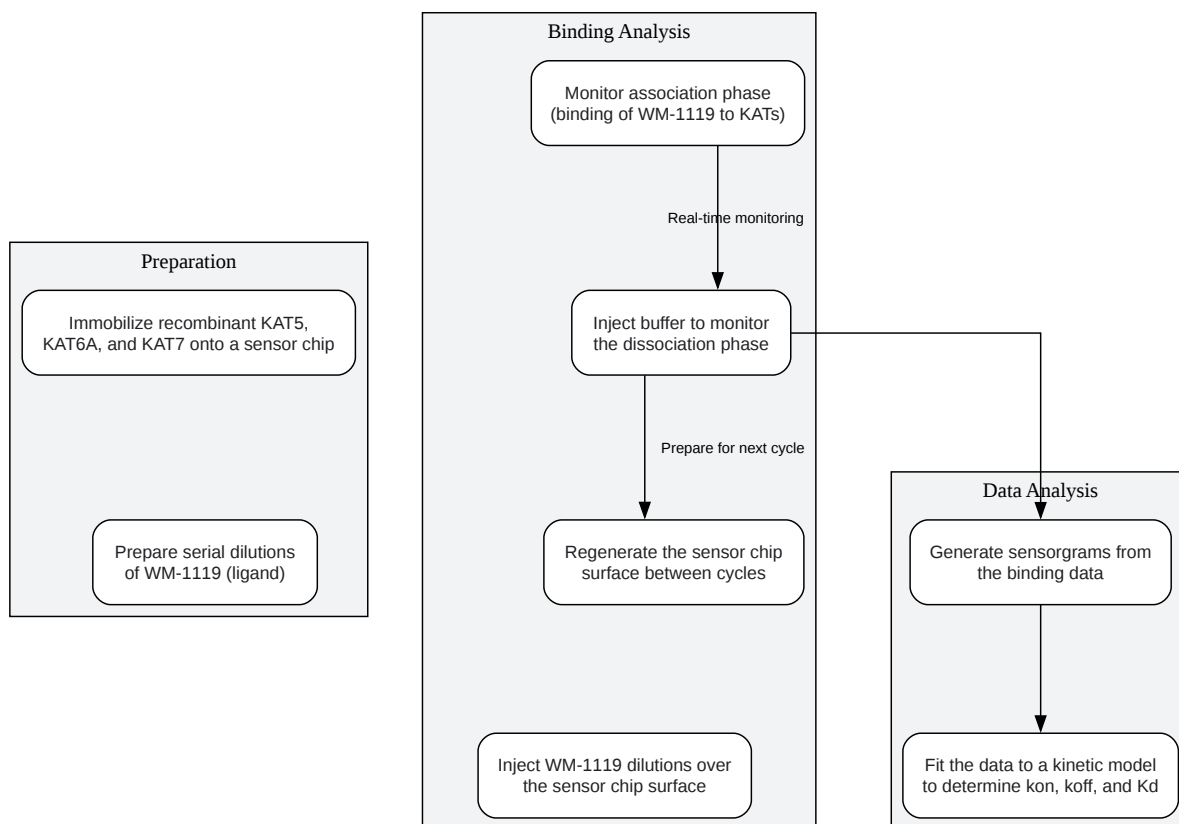 Binding Analysis
Monitor association phase
(binding of WM-1119 to KATs)
Real-time monitoring
Preparation
Immobilize recombinant KAT5,
KAT6A, and KAT7 onto a sensor chip
Inject buffer to monitor
the dissociation phase
Prepare for next cycle
Data Analysis
Prepare serial dilutions
of WM-1119 (ligand)
Regenerate the sensor chip
surface between cycles
Generate sensorgrams from
the binding data
Inject WM-1119 dilutions over
the sensor chip surface
Fit the data to a kinetic model
to determine kon, koff, and Kd